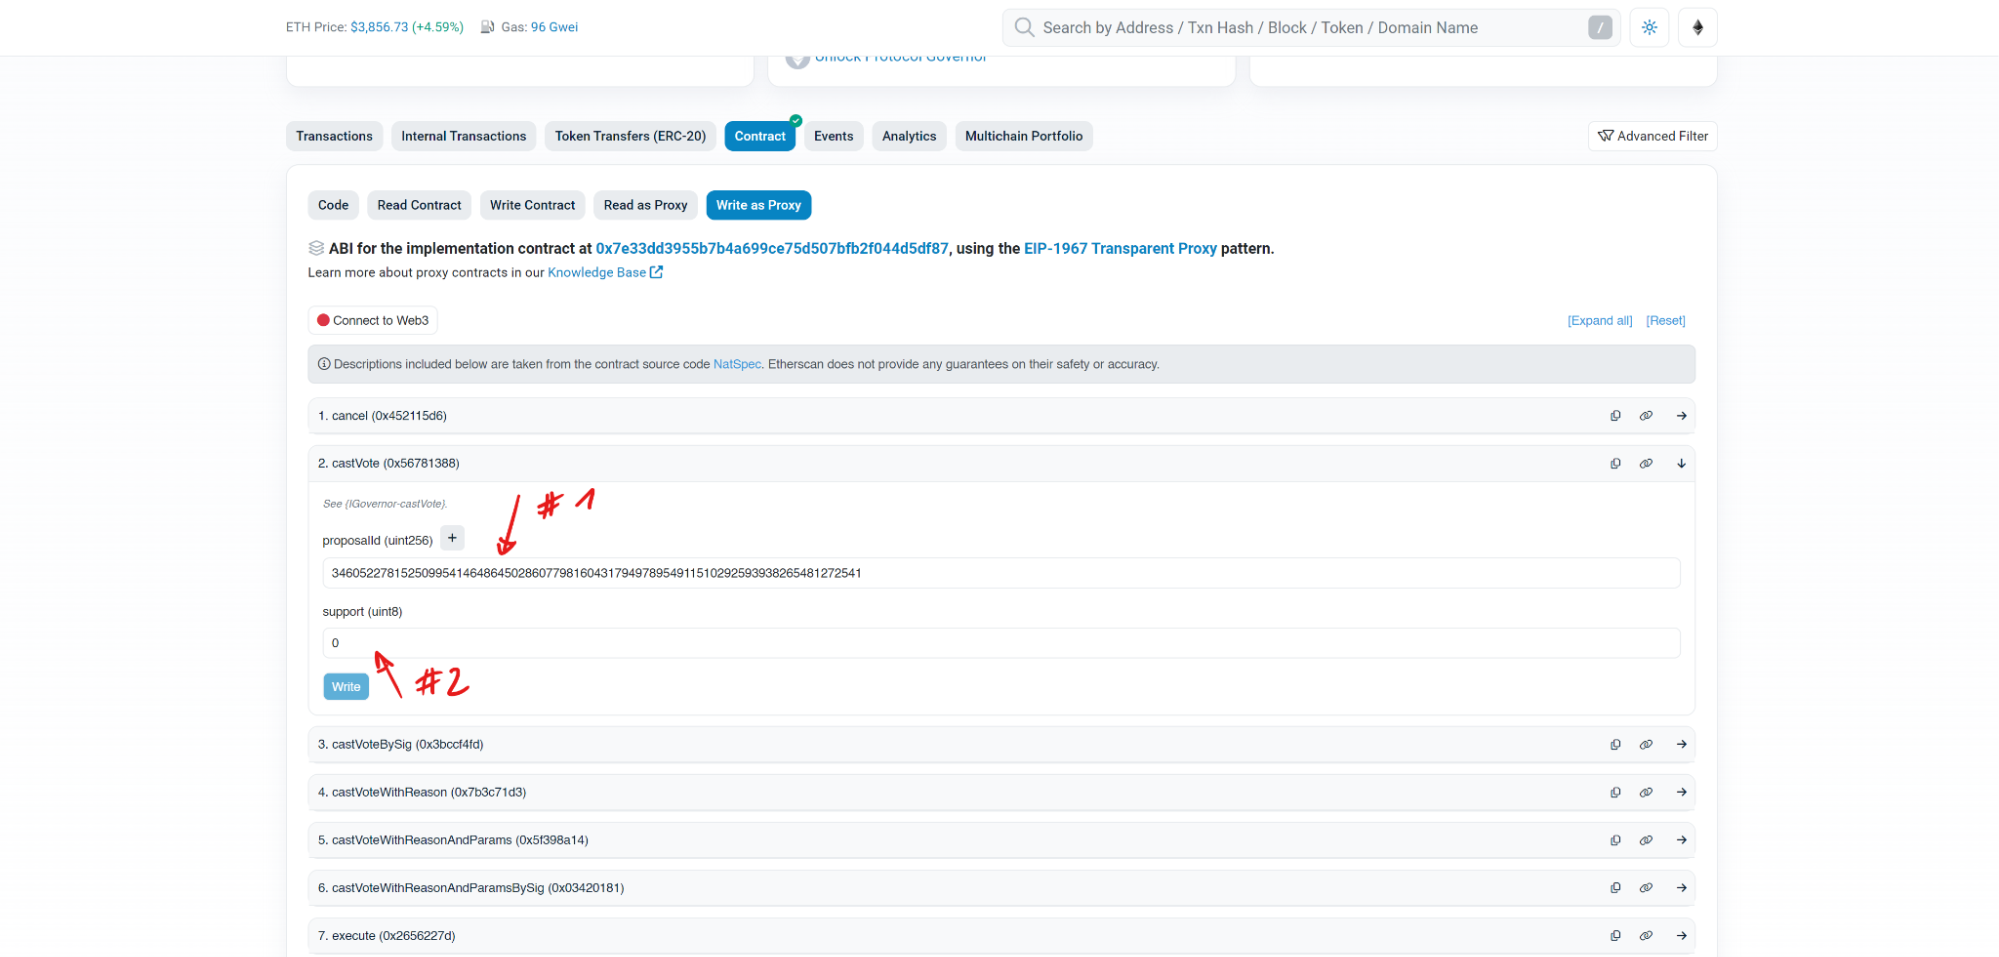 ETH Price: $3,856.73 (+4.59%) Gas: 96 Gwei
Search by Address / Txn Hash / Block / Token / Domain Name /
Unlock Protocol Governor
Transactions Internal Transactions Token Transfers (ERC-20) Contract Events Analytics Multichain Portfolio Advanced Filter
Code Read Contract Write Contract Read as Proxy Write as Proxy
ABI for the implementation contract at 0x7e33dd3955b7b4a699ce75d507bfb2f044d5df87, using the EIP-1967 Transparent Proxy pattern.
Learn more about proxy contracts in our Knowledge Base
Connect to Web3 [Expand all] [Reset]
Descriptions included below are taken from the contract source code NatSpec. Etherscan does not provide any guarantees on their safety or accuracy.
1. cancel (0x452115d6)
2. castVote (0x56781388)
See {IGovernor-castVote}.
#1
proposalId (uint256) +
34605227815250995414648645028607798160431794978954911510292593938265481272541
support (uint8)
0
Write
#2
3. castVoteBySig (0x3bccf4fd)
4. castVoteWithReason (0x7b3c71d3)
5. castVoteWithReasonAndParams (0x5f398a14)
6. castVoteWithReasonAndParamsBySig (0x03420181)
7. execute (0x2656227d)